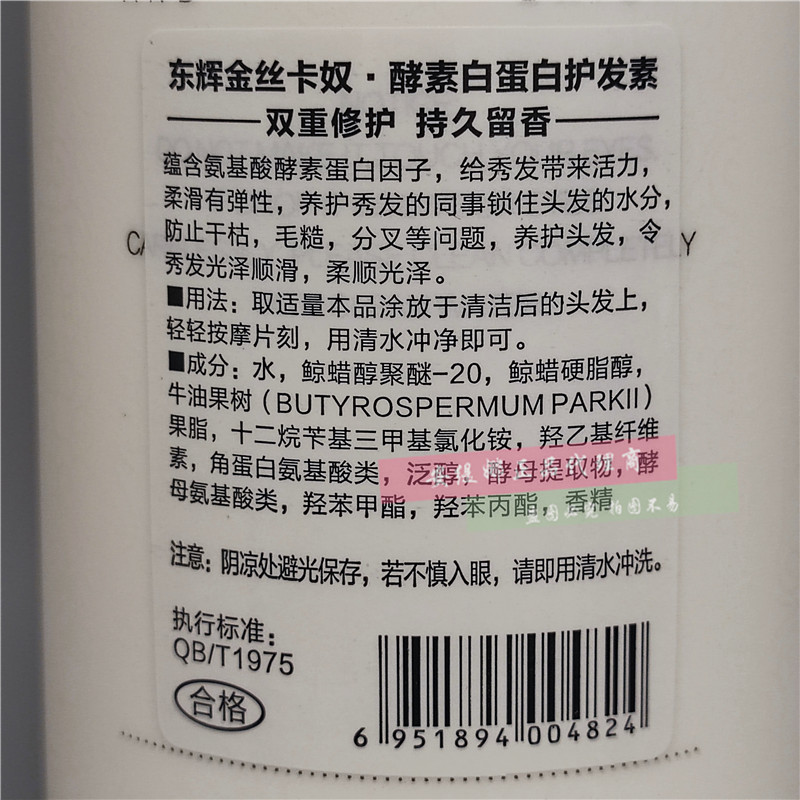 东辉金丝卡奴·酵素白蛋白护发素
双重修护 持久留香
蕴含氨基酸酵素蛋白因子，给秀发带来活力，
柔滑有弹性，养护秀发的同事锁住头发的水分，
防止干枯，毛糙，分叉等问题，养护头发，令
秀发光泽顺滑，柔顺光泽。
■用法：取适量本品涂放于清洁后的头发上，
轻轻按摩片刻，用清水冲净即可。
■成分：水，鲸蜡醇聚醚-20，鲸蜡硬脂醇，
牛油果树（BUTYROSPERMUM PARKII）
果脂，十二烷苄基三甲基氯化铵，羟乙基纤维
素，角蛋白氨基酸类，泛醇，酵母提取物，酵
母氨基酸类，羟苯甲酯，羟苯丙酯，香精
盗图必究 拍图不易
注意：阴凉处避光保存，若不慎入眼，请即用清水冲洗。
执行标准：
QB/T1975
合格
6 951894 004824